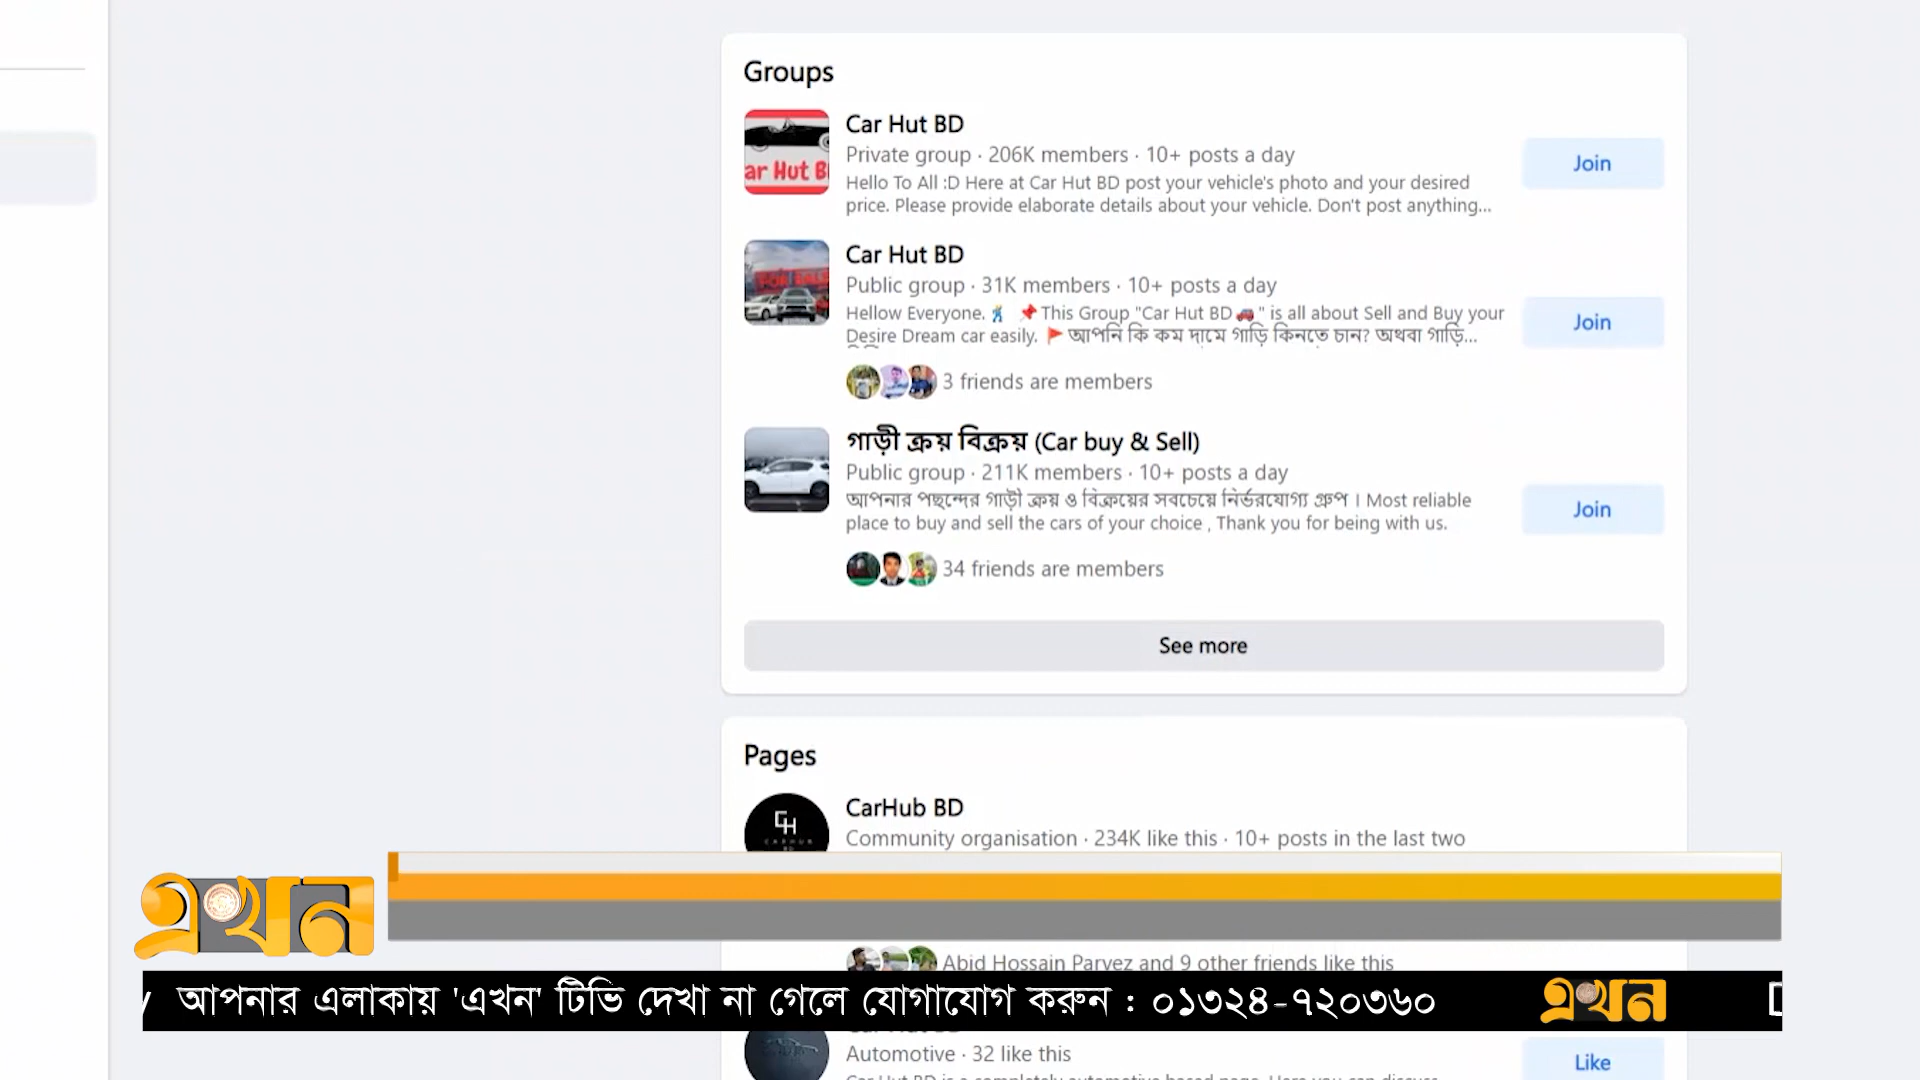 Groups
Car Hut BD
Private group · 206K members · 10+ posts a day
Hello To All :D Here at Car Hut BD post your vehicle's photo and your desired
price. Please provide elaborate details about your vehicle. Don't post anything...
Join
ar Hut B
Car Hut BD
Public group · 31K members · 10+ posts a day
Hellow Everyone. 🕺 📌This Group "Car Hut BD🚗" is all about Sell and Buy your
Desire Dream car easily. 🚩আপনি কি কম দামে গাড়ি কিনতে চান? অথবা গাড়ি...
Join
FOR SALE
3 friends are members
গাড়ী ক্রয় বিক্রয় (Car buy & Sell)
Public group · 211K members · 10+ posts a day
আপনার পছন্দের গাড়ী ক্রয় ও বিক্রয়ের সবচেয়ে নির্ভরযোগ্য গ্রুপ । Most reliable
place to buy and sell the cars of your choice , Thank you for being with us.
Join
34 friends are members
See more
Pages
CarHub BD
Community organisation · 234K like this · 10+ posts in the last two
CARHUB
BD
এখন
Abid Hossain Parvez and 9 other friends like this
আপনার এলাকায় 'এখন' টিভি দেখা না গেলে যোগাযোগ করুন : ০১৩২৪-৭২০৩৬০
এখন
Automotive · 32 like this
Like